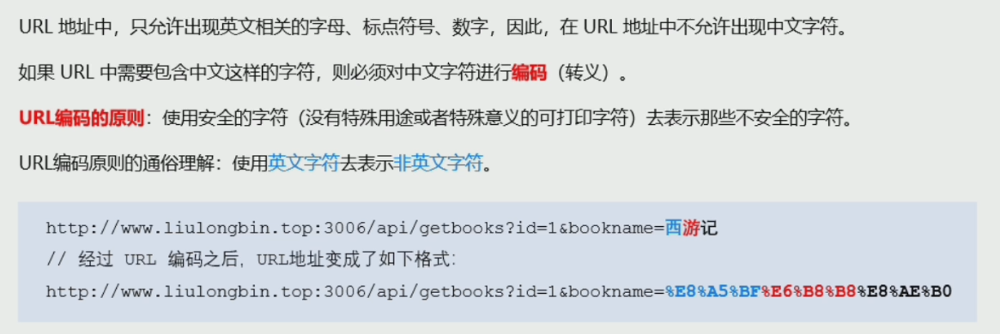 URL 地址中，只允许出现英文相关的字母、标点符号、数字，因此，在 URL 地址中不允许出现中文字符。
如果 URL 中需要包含中文这样的字符，则必须对中文字符进行编码（转义）。
URL编码的原则：使用安全的字符（没有特殊用途或者特殊意义的可打印字符）去表示那些不安全的字符。
URL编码原则的通俗理解：使用英文字符去表示非英文字符。
http://www.liulongbin.top:3006/api/getbooks?id=1&bookname=西游记
// 经过 URL 编码之后，URL地址变成了如下格式：
http://www.liulongbin.top:3006/api/getbooks?id=1&bookname=%E8%A5%BF%E6%B8%B8%E8%AE%B0